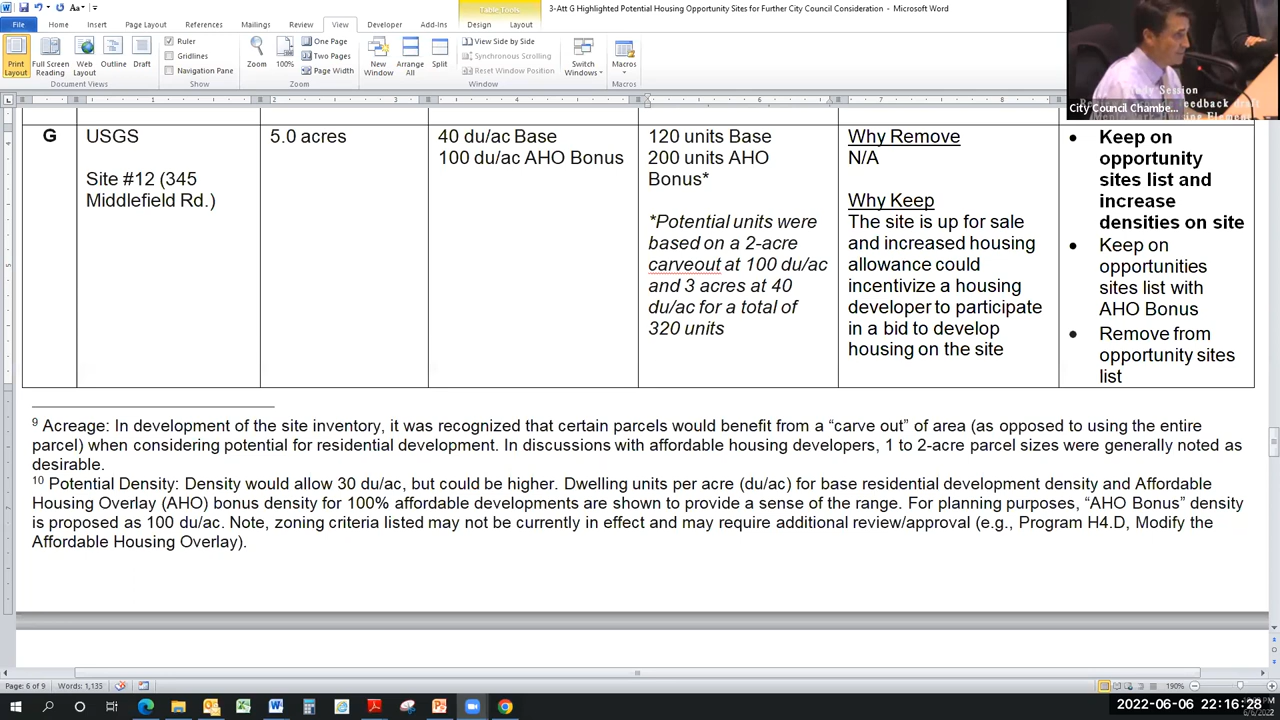 Table Tools
3-Att G Highlighted Potential Housing Opportunity Sites for Further City Council Consideration - Microsoft Word
File Home Insert Page Layout References Mailings Review View Developer Add-Ins Design Layout
Print Layout
Full Screen Reading
Web Layout
Outline
Draft
Document Views
Ruler
Gridlines
Navigation Pane
Show
Zoom
100%
One Page
Two Pages
Page Width
Zoom
New Window
Arrange All
Split
View Side by Side
Synchronous Scrolling
Reset Window Position
Window
Switch Windows
Macros
Macros
Study Session
City Council Chambe...
G
USGS
Site #12 (345
Middlefield Rd.)
5.0 acres
40 du/ac Base
100 du/ac AHO Bonus
120 units Base
200 units AHO
Bonus*
*Potential units were
based on a 2-acre
carveout at 100 du/ac
and 3 acres at 40
du/ac for a total of
320 units
Why Remove
N/A
Why Keep
The site is up for sale
and increased housing
allowance could
incentivize a housing
developer to participate
in a bid to develop
housing on the site
• Keep on
opportunity
sites list and
increase
densities on site
• Keep on
opportunities
sites list with
AHO Bonus
• Remove from
opportunity sites
list
9 Acreage: In development of the site inventory, it was recognized that certain parcels would benefit from a “carve out” of area (as opposed to using the entire
parcel) when considering potential for residential development. In discussions with affordable housing developers, 1 to 2-acre parcel sizes were generally noted as
desirable.
10 Potential Density: Density would allow 30 du/ac, but could be higher. Dwelling units per acre (du/ac) for base residential development density and Affordable
Housing Overlay (AHO) bonus density for 100% affordable developments are shown to provide a sense of the range. For planning purposes, “AHO Bonus” density
is proposed as 100 du/ac. Note, zoning criteria listed may not be currently in effect and may require additional review/approval (e.g., Program H4.D, Modify the
Affordable Housing Overlay).
Page: 6 of 9 Words: 1,135
190%
2022-06-06 22:16:28